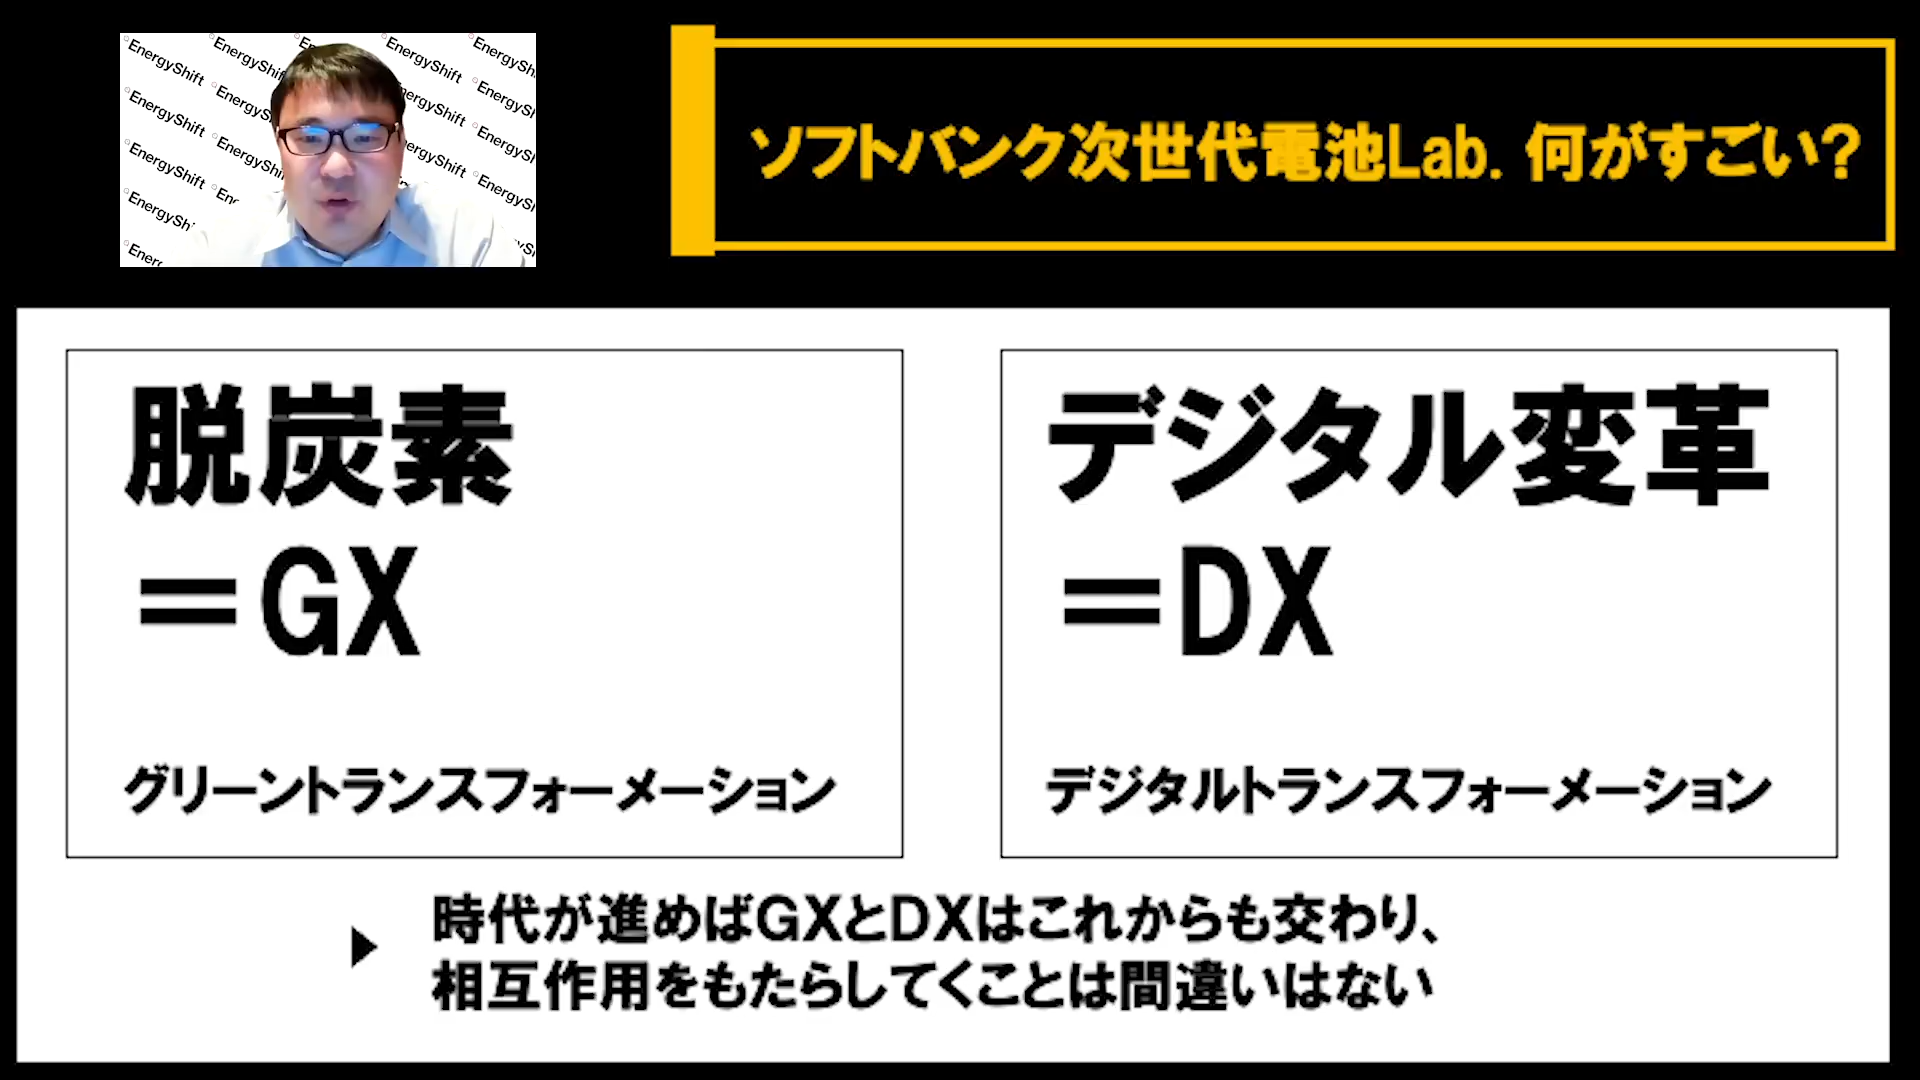 EnergyShift
ソフトバンク次世代電池Lab. 何がすごい?
脱炭素
=GX
グリーントランスフォーメーション
デジタル変革
=DX
デジタルトランスフォーメーション
時代が進めばGXとDXはこれからも交わり、
相互作用をもたらしてくことは間違いはない